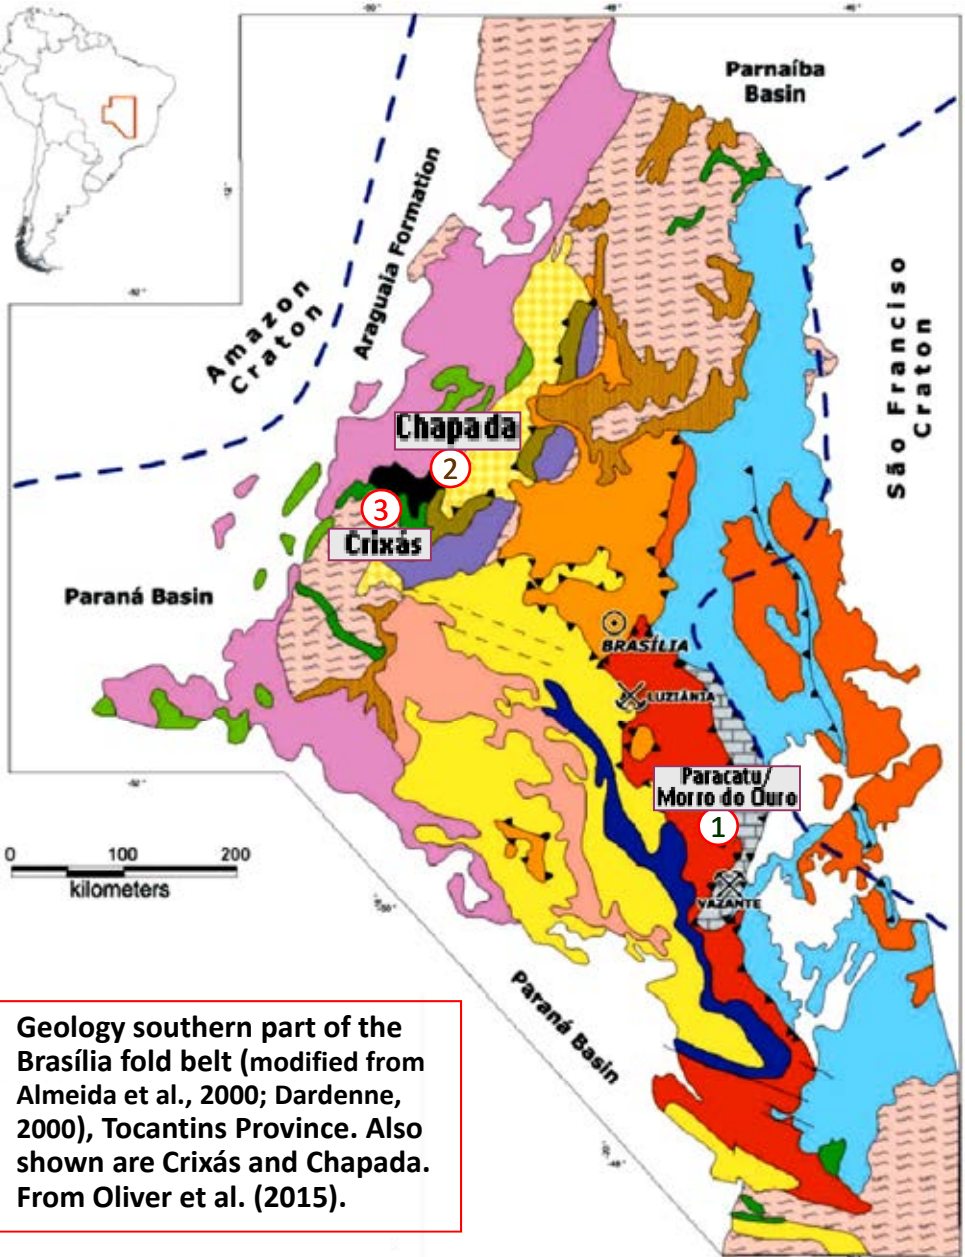 Parnaíba
Basin
Araguaia Formation
Amazon
Craton
São Franciso
Craton
Chapada
2
3
Crixás
Paraná Basin
BRASÍLIA
LUZIÂNIA
Paracatu/
Morro do Ouro
1
VAZANTE
0 100 200
kilometers
Paraná Basin
Geology southern part of the
Brasília fold belt (modified from
Almeida et al., 2000; Dardenne,
2000), Tocantins Province. Also
shown are Crixás and Chapada.
From Oliver et al. (2015).